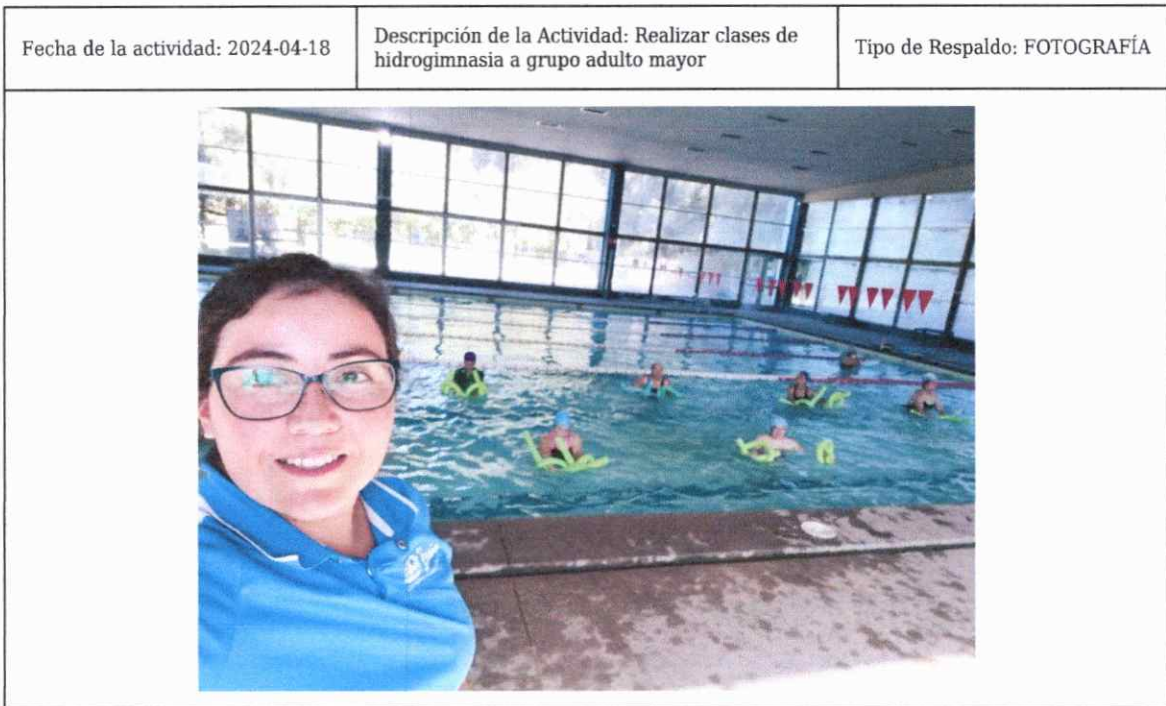 Fecha de la actividad: 2024-04-18
Descripción de la Actividad: Realizar clases de
hidrogimnasia a grupo adulto mayor
Tipo de Respaldo: FOTOGRAFÍA